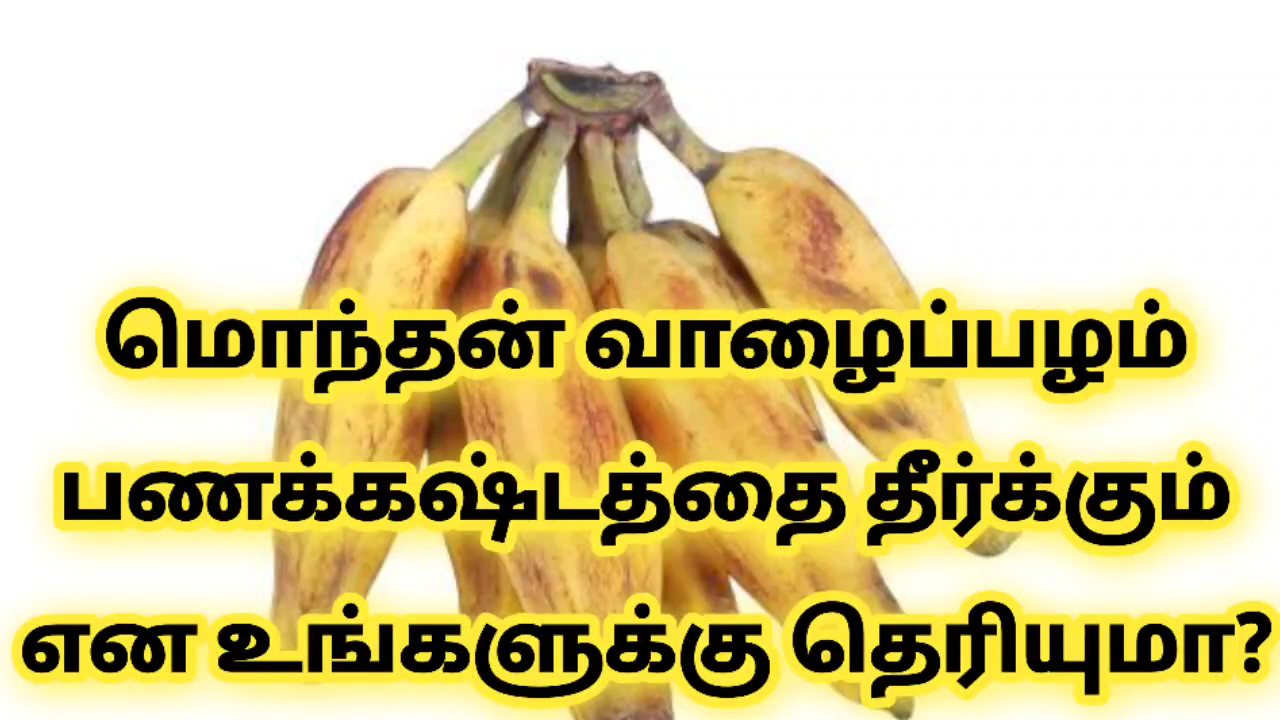 மொந்தன் வாழைப்பழம்
பணக்கஷ்டத்தை தீர்க்கும்
என உங்களுக்கு தெரியுமா?